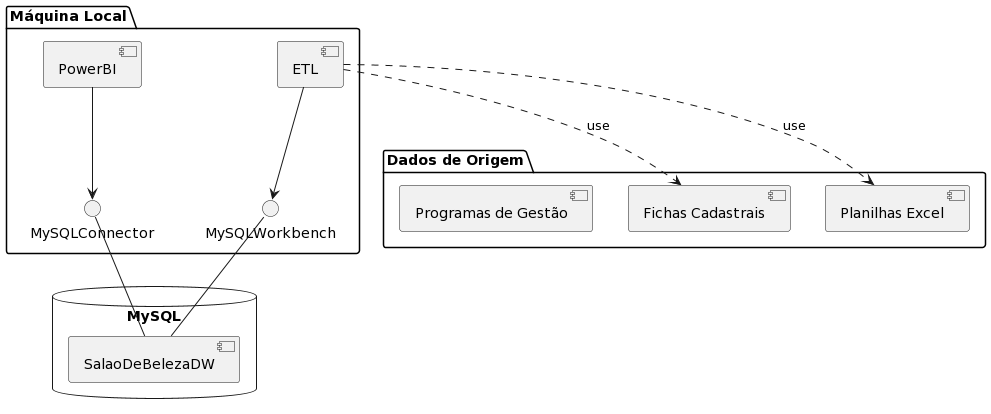 Máquina Local
PowerBI
ETL
use
use
Dados de Origem
Programas de Gestão
Fichas Cadastrais
Planilhas Excel
MySQLConnector
MySQLWorkbench
MySQL
SalaoDeBelezaDW